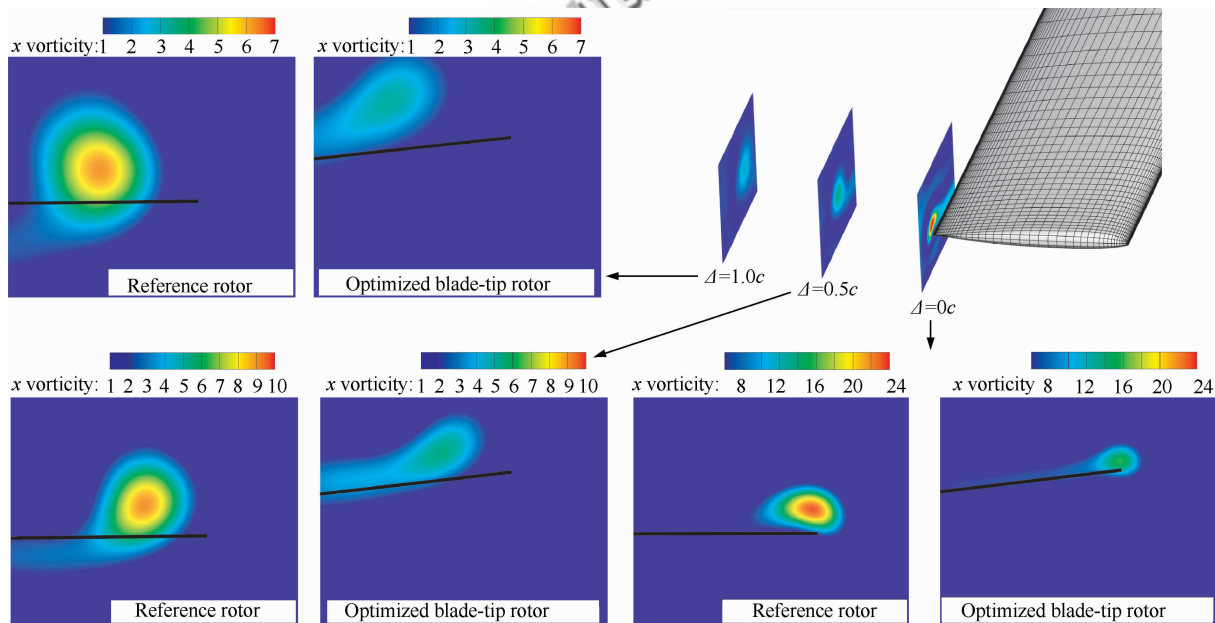 x vorticity: 1 2 3 4 5 6 7
x vorticity: 1 2 3 4 5 6 7
Reference rotor
Optimized blade-tip rotor
Δ=1.0c
Δ=0.5c
Δ=0c
x vorticity: 1 2 3 4 5 6 7 8 9 10
x vorticity: 1 2 3 4 5 6 7 8 9 10
x vorticity: 8 12 16 20 24
x vorticity 8 12 16 20 24
Reference rotor
Optimized blade-tip rotor
Reference rotor
Optimized blade-tip rotor